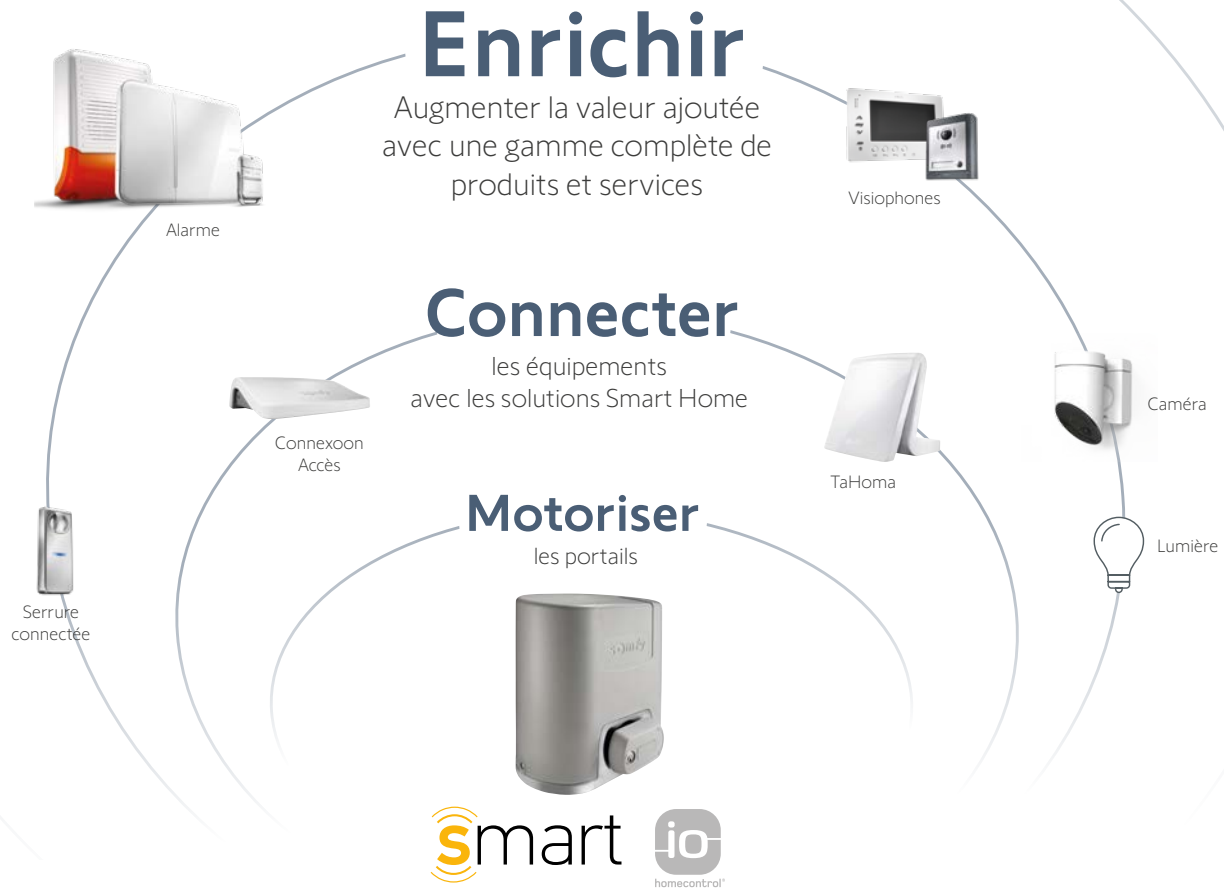 Enrichir
Augmenter la valeur ajoutée
avec une gamme complète de
produits et services
Alarme
Visiophones
Connecter
les équipements
avec les solutions Smart Home
somfy
Connexoon
Accès
TaHoma
Caméra
Motoriser
les portails
Lumière
Serrure
connectée
somfy
smart
io
homecontrol®